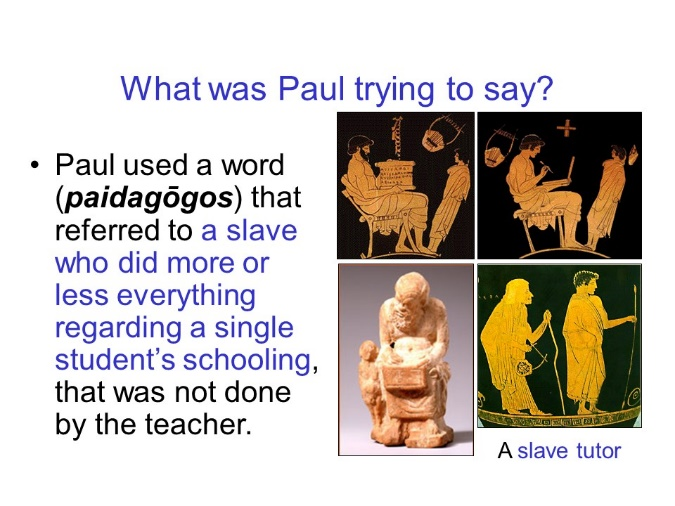 What was Paul trying to say?
• Paul used a word
(paidagōgos) that
referred to a slave
who did more or
less everything
regarding a single
student’s schooling,
that was not done
by the teacher.
A slave tutor